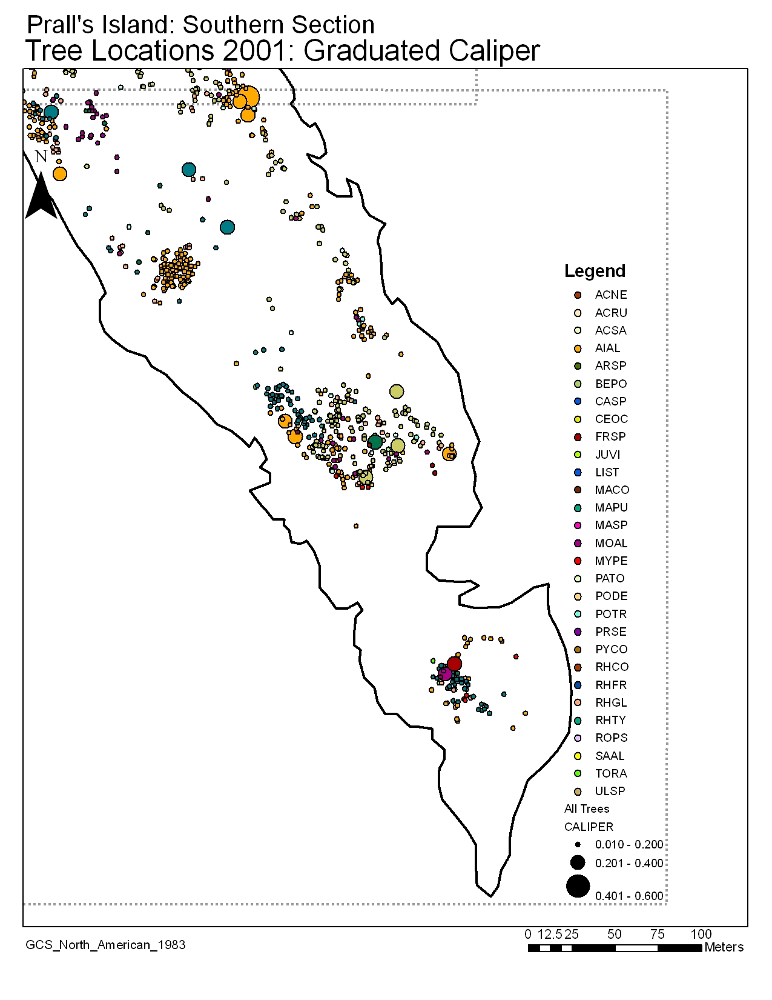 Prall's Island: Southern Section
Tree Locations 2001: Graduated Caliper
N
Legend
ACNE
ACRU
ACSA
AIAL
ARSP
BEPO
CASP
CEOC
FRSP
JUVI
LIST
MACO
MAPU
MASP
MOAL
MYPE
PATO
PODE
POTR
PRSE
PYCO
RHCO
RHFR
RHGL
RHTY
ROPS
SAAL
TORA
ULSP
All Trees
CALIPER
0.010 - 0.200
0.201 - 0.400
0.401 - 0.600
0 12.5 25 50 75 100
Meters
GCS_North_American_1983